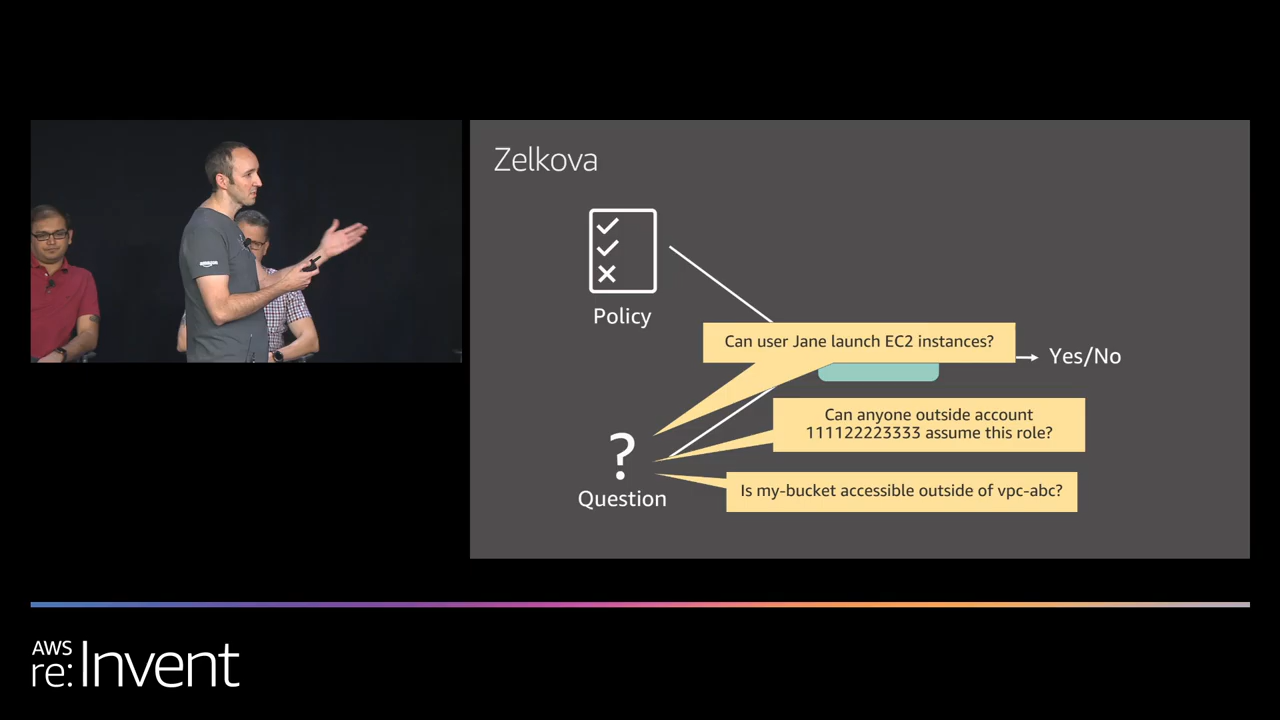 Zelkova
Policy
Can user Jane launch EC2 instances?
Yes/No
Can anyone outside account
111122223333 assume this role?
Question
Is my-bucket accessible outside of vpc-abc?
AWS
re:Invent